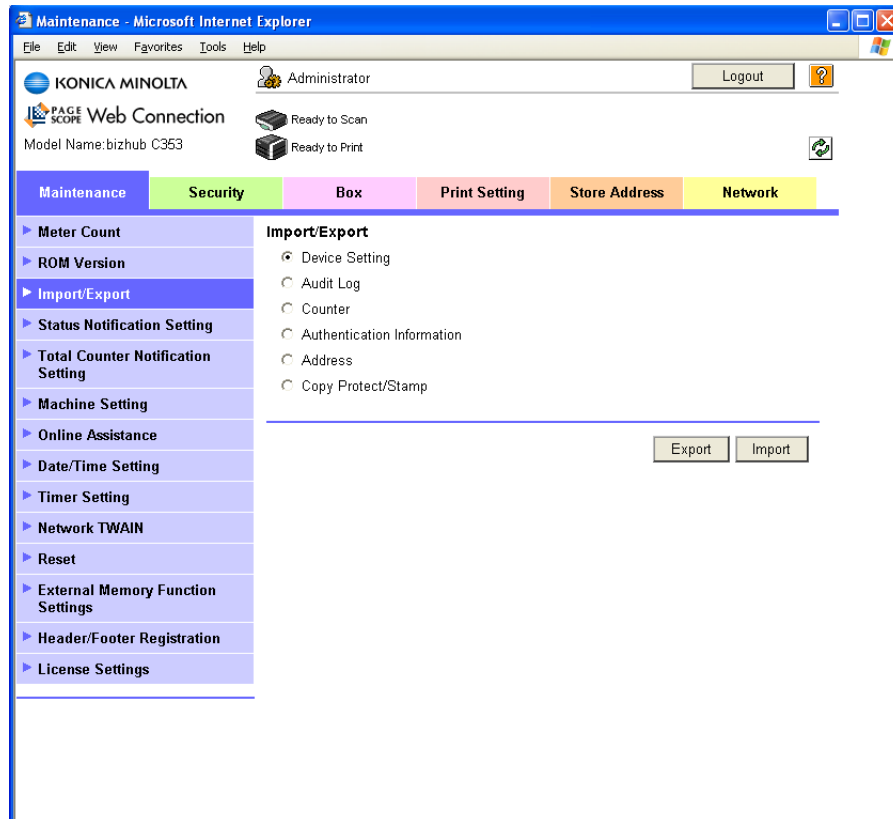 Maintenance - Microsoft Internet Explorer
File Edit View Favorites Tools Help
KONICA MINOLTA
Administrator
Logout
?
PAGE SCOPE Web Connection
Ready to Scan
Model Name:bizhub C353
Ready to Print
Maintenance Security Box Print Setting Store Address Network
Meter Count
ROM Version
Import/Export
Status Notification Setting
Total Counter Notification
Setting
Machine Setting
Online Assistance
Date/Time Setting
Timer Setting
Network TWAIN
Reset
External Memory Function
Settings
Header/Footer Registration
License Settings
Import/Export
Device Setting
Audit Log
Counter
Authentication Information
Address
Copy Protect/Stamp
Export Import